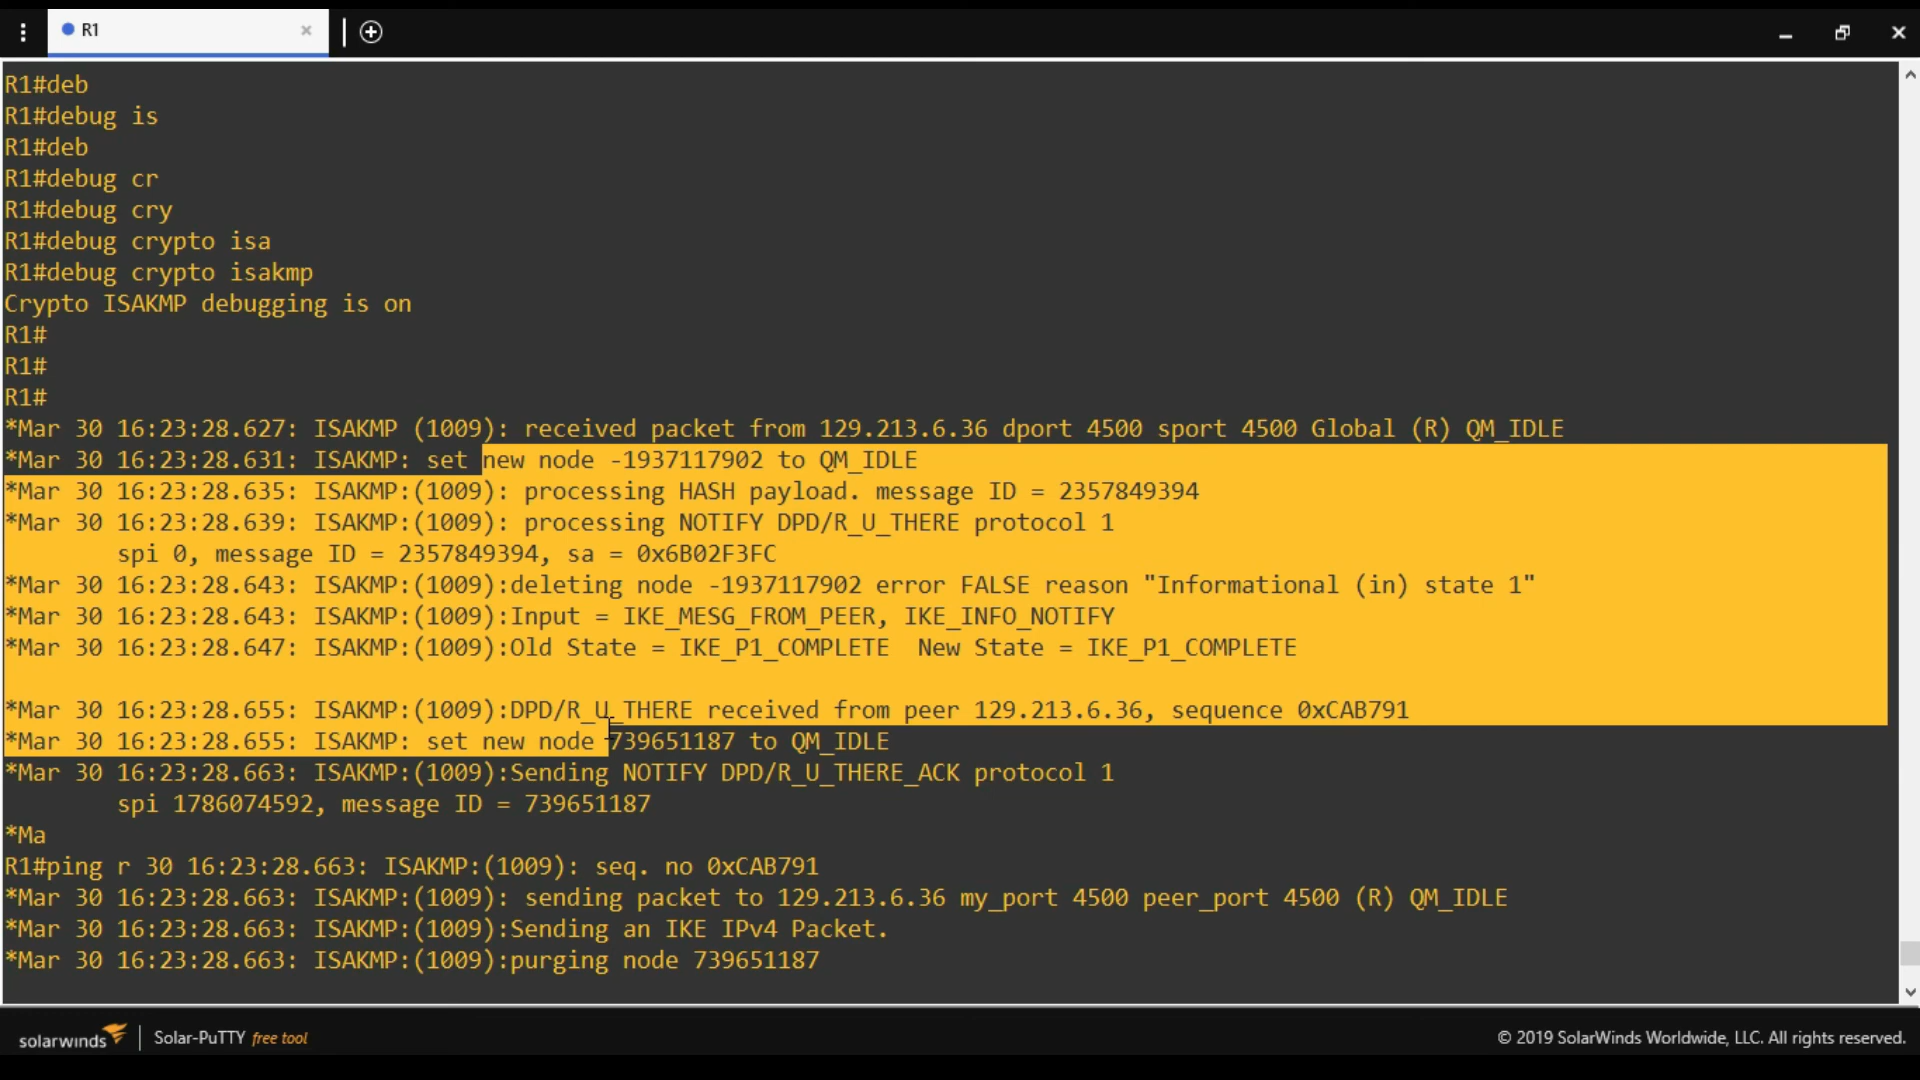 R1
R1#deb
R1#debug is
R1#deb
R1#debug cr
R1#debug cry
R1#debug crypto isa
R1#debug crypto isakmp
Crypto ISAKMP debugging is on
R1#
R1#
R1#
*Mar 30 16:23:28.627: ISAKMP (1009): received packet from 129.213.6.36 dport 4500 sport 4500 Global (R) QM_IDLE
*Mar 30 16:23:28.631: ISAKMP: set new node -1937117902 to QM_IDLE
*Mar 30 16:23:28.635: ISAKMP:(1009): processing HASH payload. message ID = 2357849394
*Mar 30 16:23:28.639: ISAKMP:(1009): processing NOTIFY DPD/R_U_THERE protocol 1
spi 0, message ID = 2357849394, sa = 0x6B02F3FC
*Mar 30 16:23:28.643: ISAKMP:(1009):deleting node -1937117902 error FALSE reason "Informational (in) state 1"
*Mar 30 16:23:28.643: ISAKMP:(1009):Input = IKE_MESG_FROM_PEER, IKE_INFO_NOTIFY
*Mar 30 16:23:28.647: ISAKMP:(1009):Old State = IKE_P1_COMPLETE  New State = IKE_P1_COMPLETE
*Mar 30 16:23:28.655: ISAKMP:(1009):DPD/R_U_THERE received from peer 129.213.6.36, sequence 0xCAB791
*Mar 30 16:23:28.655: ISAKMP: set new node 739651187 to QM_IDLE
*Mar 30 16:23:28.663: ISAKMP:(1009):Sending NOTIFY DPD/R_U_THERE_ACK protocol 1
spi 1786074592, message ID = 739651187
*Ma
R1#ping r 30 16:23:28.663: ISAKMP:(1009): seq. no 0xCAB791
*Mar 30 16:23:28.663: ISAKMP:(1009): sending packet to 129.213.6.36 my_port 4500 peer_port 4500 (R) QM_IDLE
*Mar 30 16:23:28.663: ISAKMP:(1009):Sending an IKE IPv4 Packet.
*Mar 30 16:23:28.663: ISAKMP:(1009):purging node 739651187
solarwinds Solar-PuTTY free tool © 2019 SolarWinds Worldwide, LLC. All rights reserved.